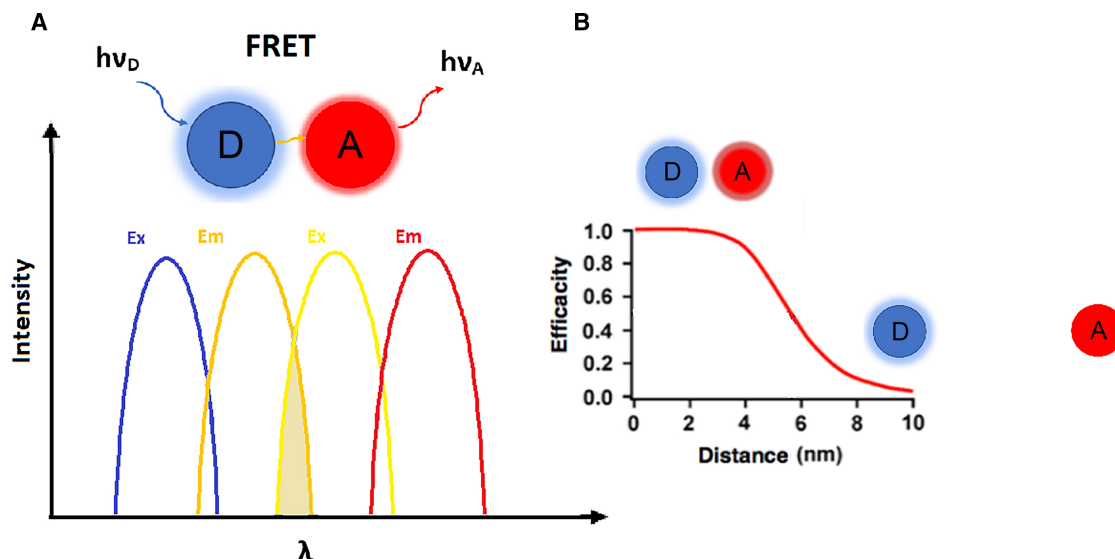 A
FRET
hνD
hνA
D
A
Ex
Em
Ex
Em
Intensity
λ
B
D
A
1.0
0.8
0.6
0.4
0.2
0.0
Efficacy
D
A
0 2 4 6 8 10
Distance (nm)